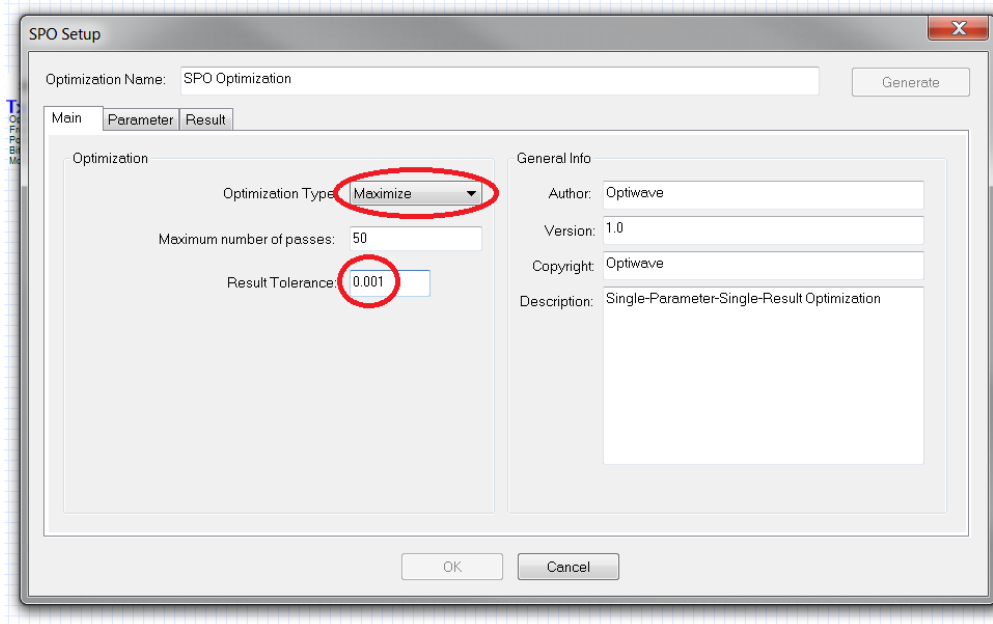 SPO Setup
X
Optimization Name: SPO Optimization
Generate
Main Parameter Result
Optimization
Optimization Type Maximize
Maximum number of passes: 50
Result Tolerance: 0.001
General Info
Author: Optiwave
Version: 1.0
Copyright: Optiwave
Description: Single-Parameter-Single-Result Optimization
OK Cancel